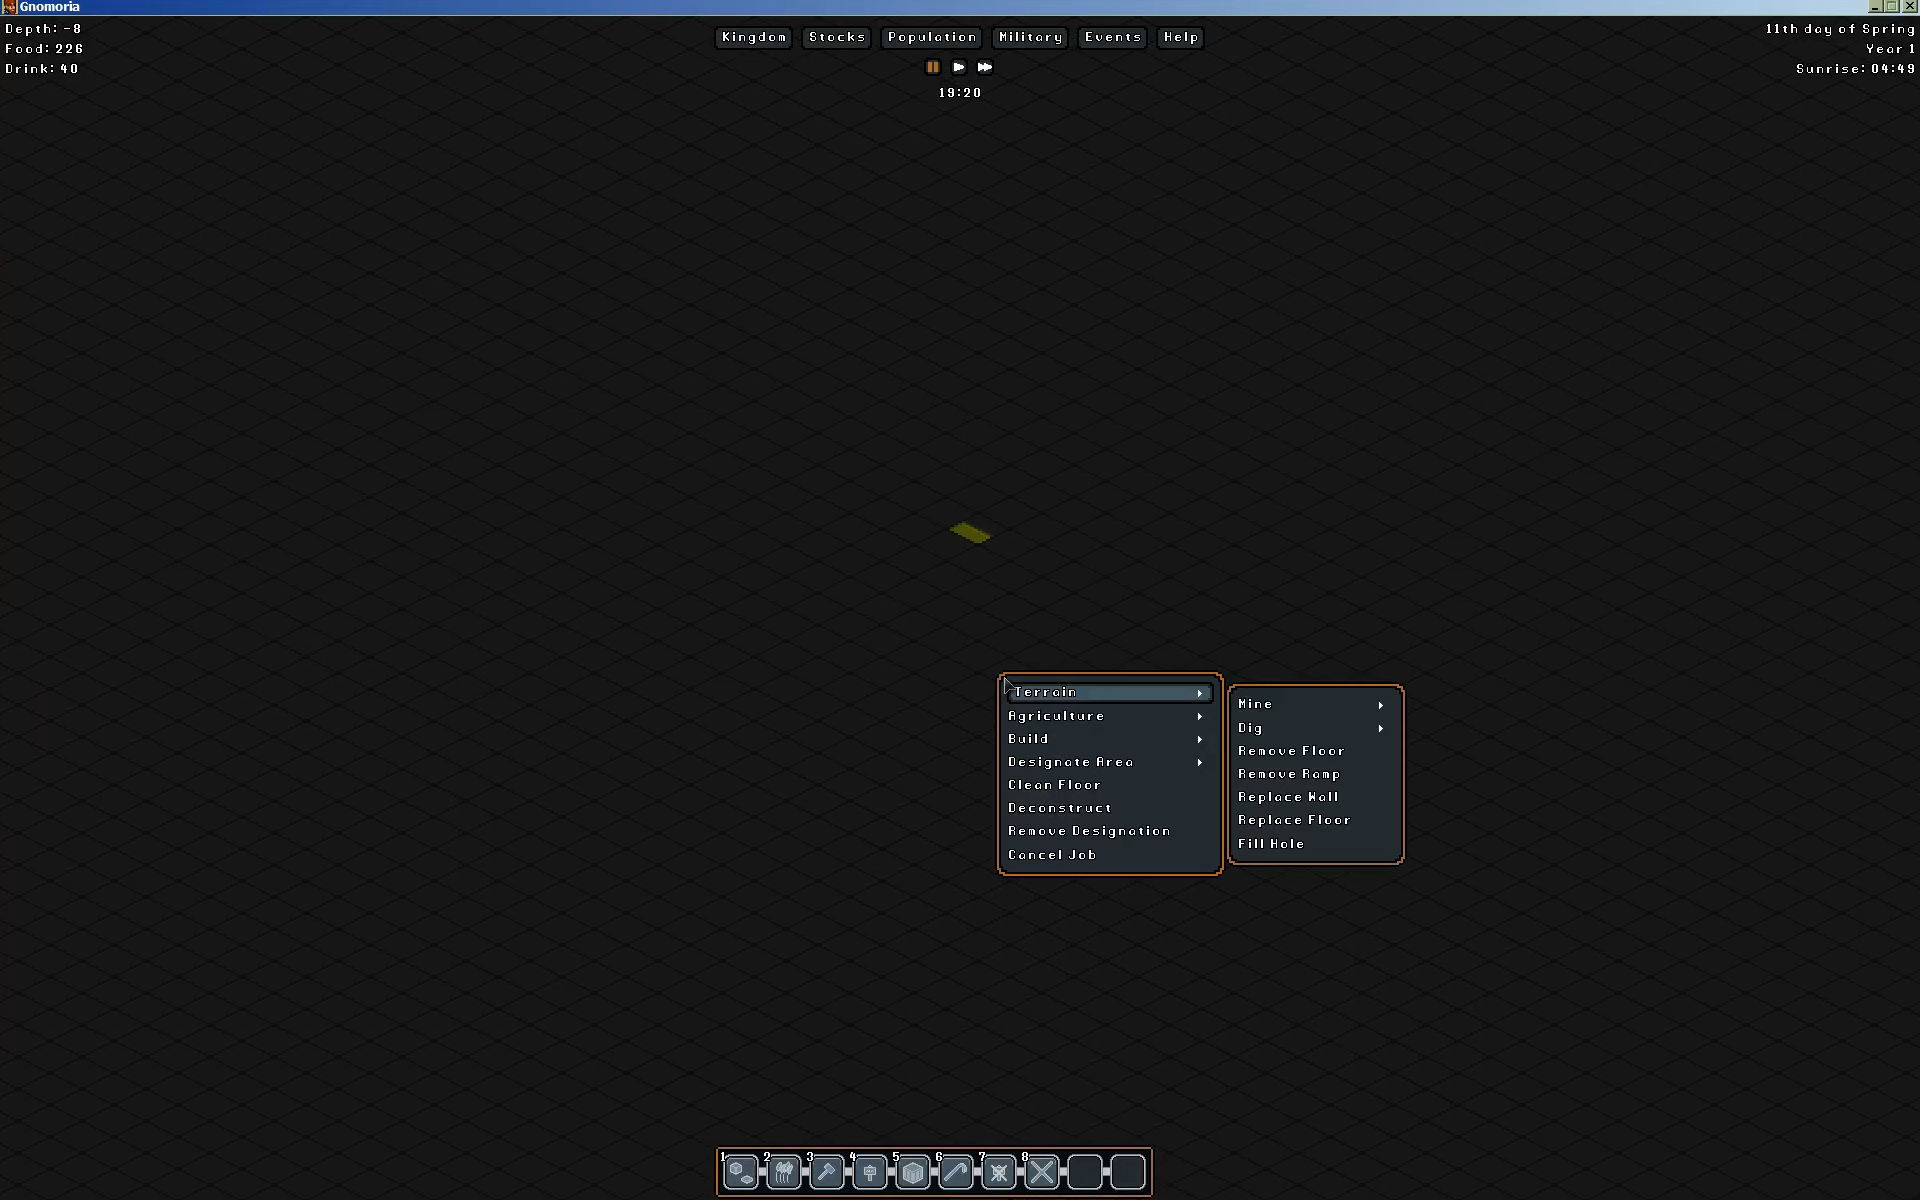 Gnomoria
Depth: -8
Food: 226
Drink: 40
Kingdom
Stocks
Population
Military
Events
Help
19:20
11th day of Spring
Year 1
Sunrise: 04:49
Terrain
Agriculture
Build
Designate Area
Clean Floor
Deconstruct
Remove Designation
Cancel Job
Mine
Dig
Remove Floor
Remove Ramp
Replace Wall
Replace Floor
Fill Hole
1 2 3 4 5 6 7 8